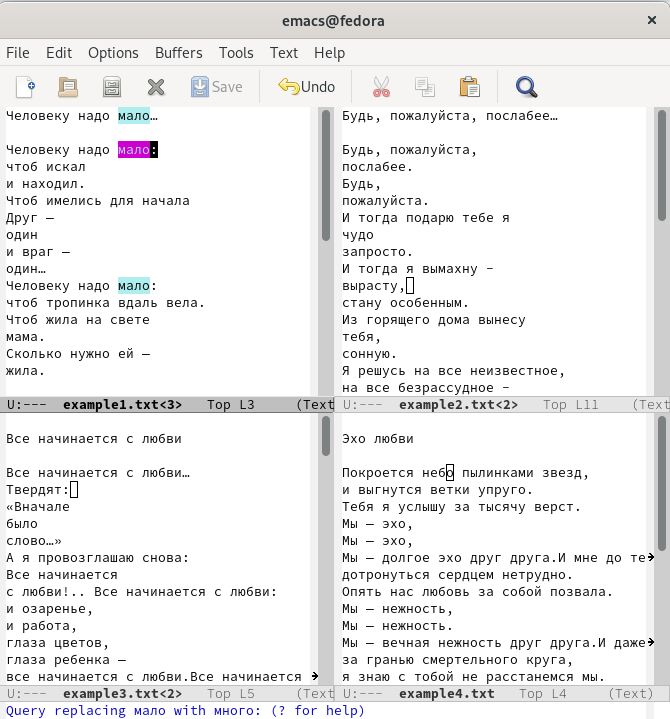 emacs@fedora
×
File Edit Options Buffers Tools Text Help
Save Undo
Человеку надо мало…
Человеку надо мало:
чтоб искал
и находил.
Чтоб имелись для начала
Друг —
один
и враг —
один…
Человеку надо мало:
чтоб тропинка вдаль вела.
Чтоб жила на свете
мама.
Сколько нужно ей —
жила.
U:--- example1.txt<3> Top L3 (Text
Будь, пожалуйста, послабее…
Будь, пожалуйста,
послабее.
Будь,
пожалуйста.
И тогда подарю тебе я
чудо
запросто.
И тогда я вымахну –
вырасту,
стану особенным.
Из горящего дома вынесу
тебя,
сонную.
Я решусь на все неизвестное,
на все безрассудное –
U:--- example2.txt<2> Top L11 (Text
Все начинается с любви
Все начинается с любви…
Твердят:
«Вначале
было
слово…»
А я провозглашаю снова:
Все начинается
с любви!.. Все начинается с любви:
и озаренье,
и работа,
глаза цветов,
глаза ребенка —
все начинается с любви.Все начинается
U:--- example3.txt<2> Top L5 (Text
Эхо любви
Покроется небо пылинками звезд,
и выгнутся ветки упруго.
Тебя я услышу за тысячу верст.
Мы — эхо,
Мы — эхо,
Мы — долгое эхо друг друга.И мне до те
дотронуться сердцем нетрудно.
Опять нас любовь за собой позвала.
Мы — нежность,
Мы — нежность.
Мы — вечная нежность друг друга.И даже
за гранью смертельного круга,
я знаю с тобой не расстанемся мы.
U:--- example4.txt Top L4 (Text)
Query replacing мало with много: (? for help)